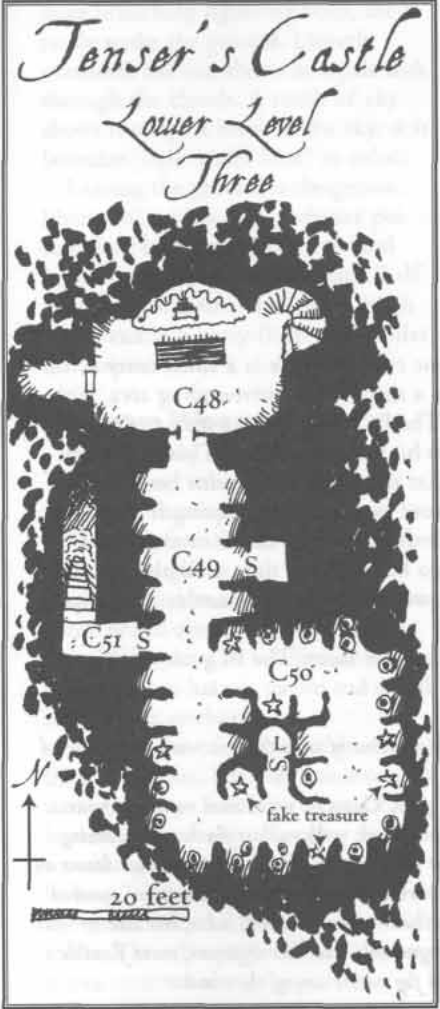 Tenser's Castle
Lower Level
Three
C48
C49 S
C51 S
C50
S L
fake treasure
N
20 feet